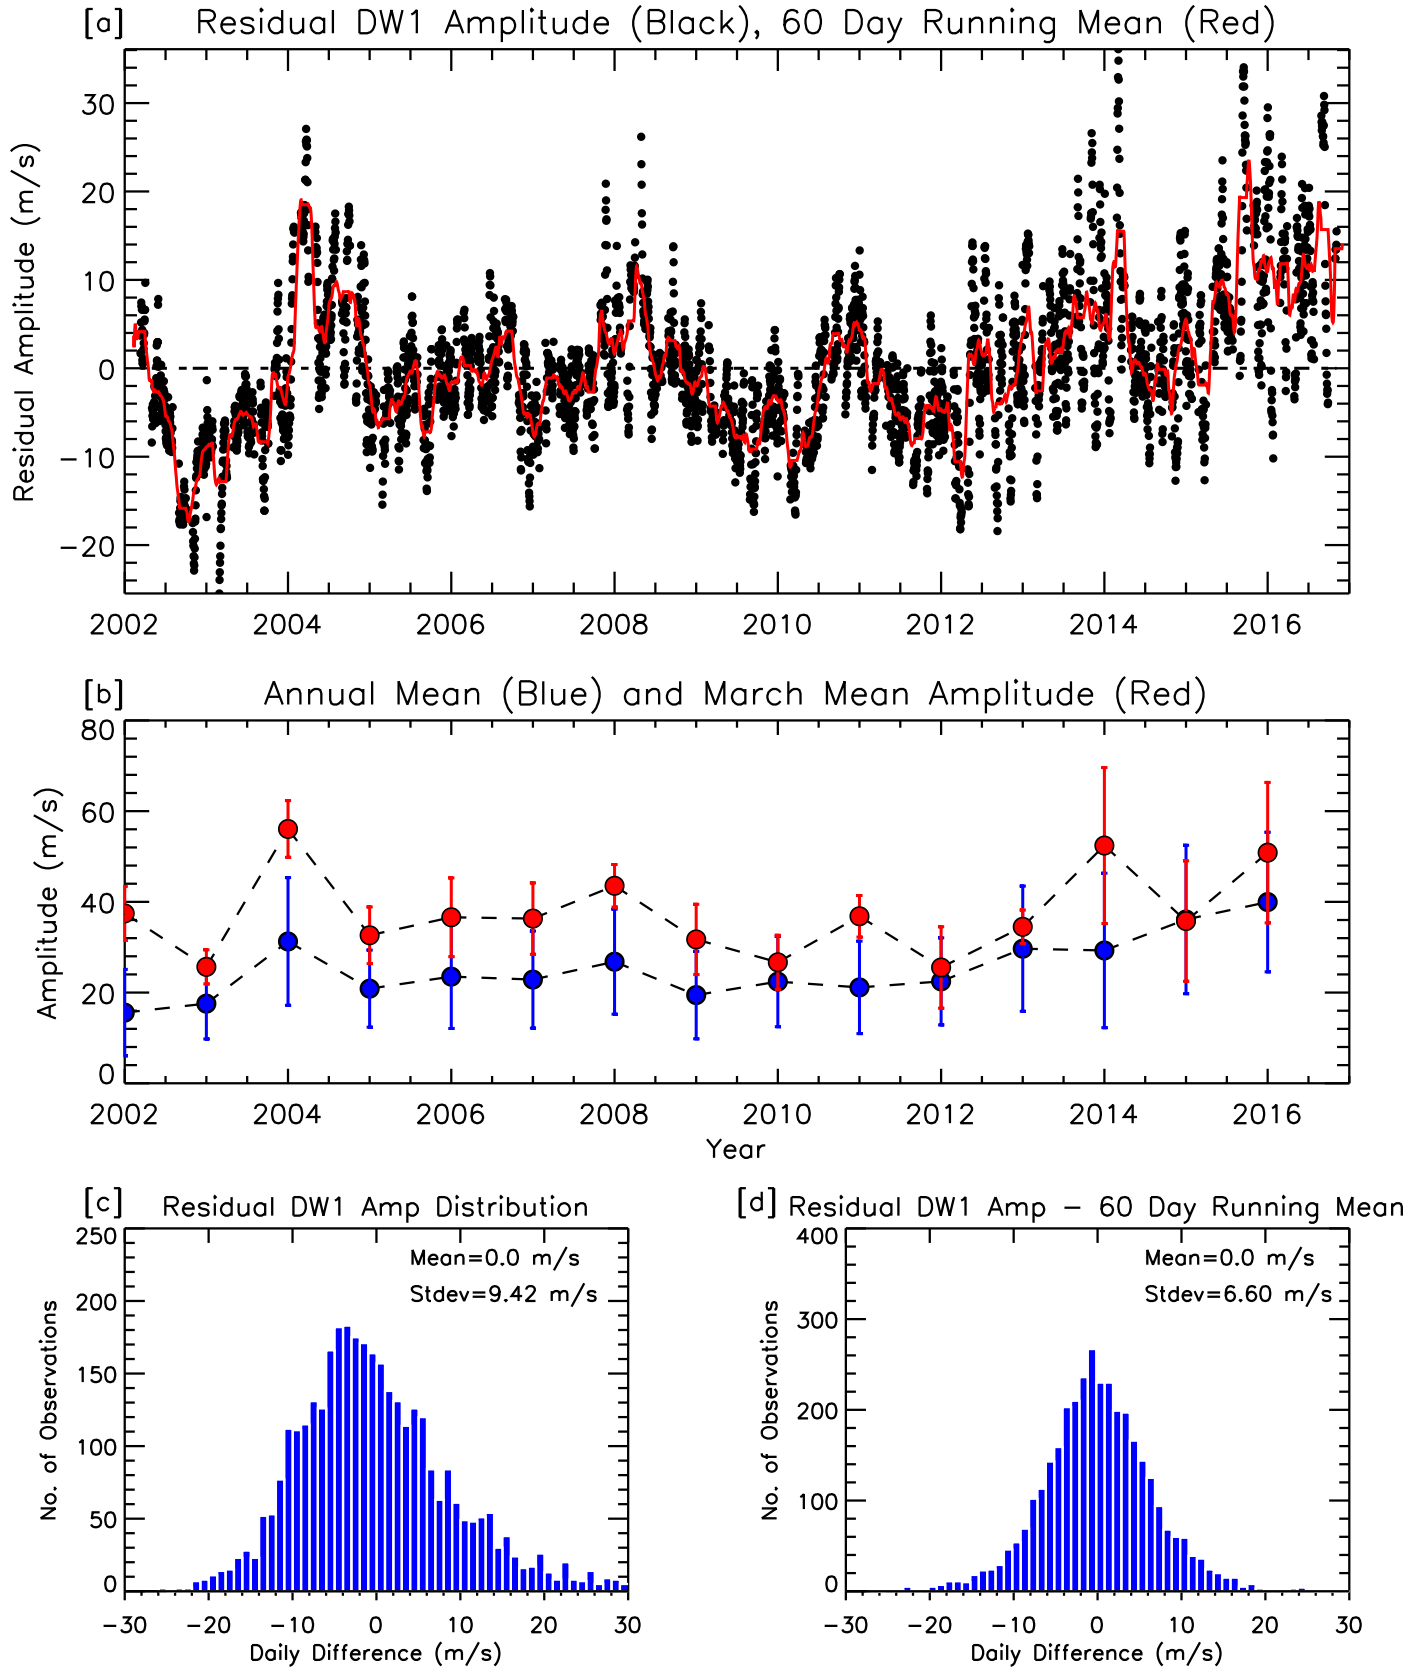 [a] Residual DW1 Amplitude (Black), 60 Day Running Mean (Red)
Residual Amplitude (m/s)
30
20
10
0
−10
−20
2002 2004 2006 2008 2010 2012 2014 2016
[b] Annual Mean (Blue) and March Mean Amplitude (Red)
Amplitude (m/s)
80
60
40
20
0
2002 2004 2006 2008 2010 2012 2014 2016
Year
[c] Residual DW1 Amp Distribution
Mean=0.0 m/s
Stdev=9.42 m/s
No. of Observations
250
200
150
100
50
0
−30 −20 −10 0 10 20 30
Daily Difference (m/s)
[d] Residual DW1 Amp − 60 Day Running Mean
Mean=0.0 m/s
Stdev=6.60 m/s
No. of Observations
400
300
200
100
0
−30 −20 −10 0 10 20 30
Daily Difference (m/s)